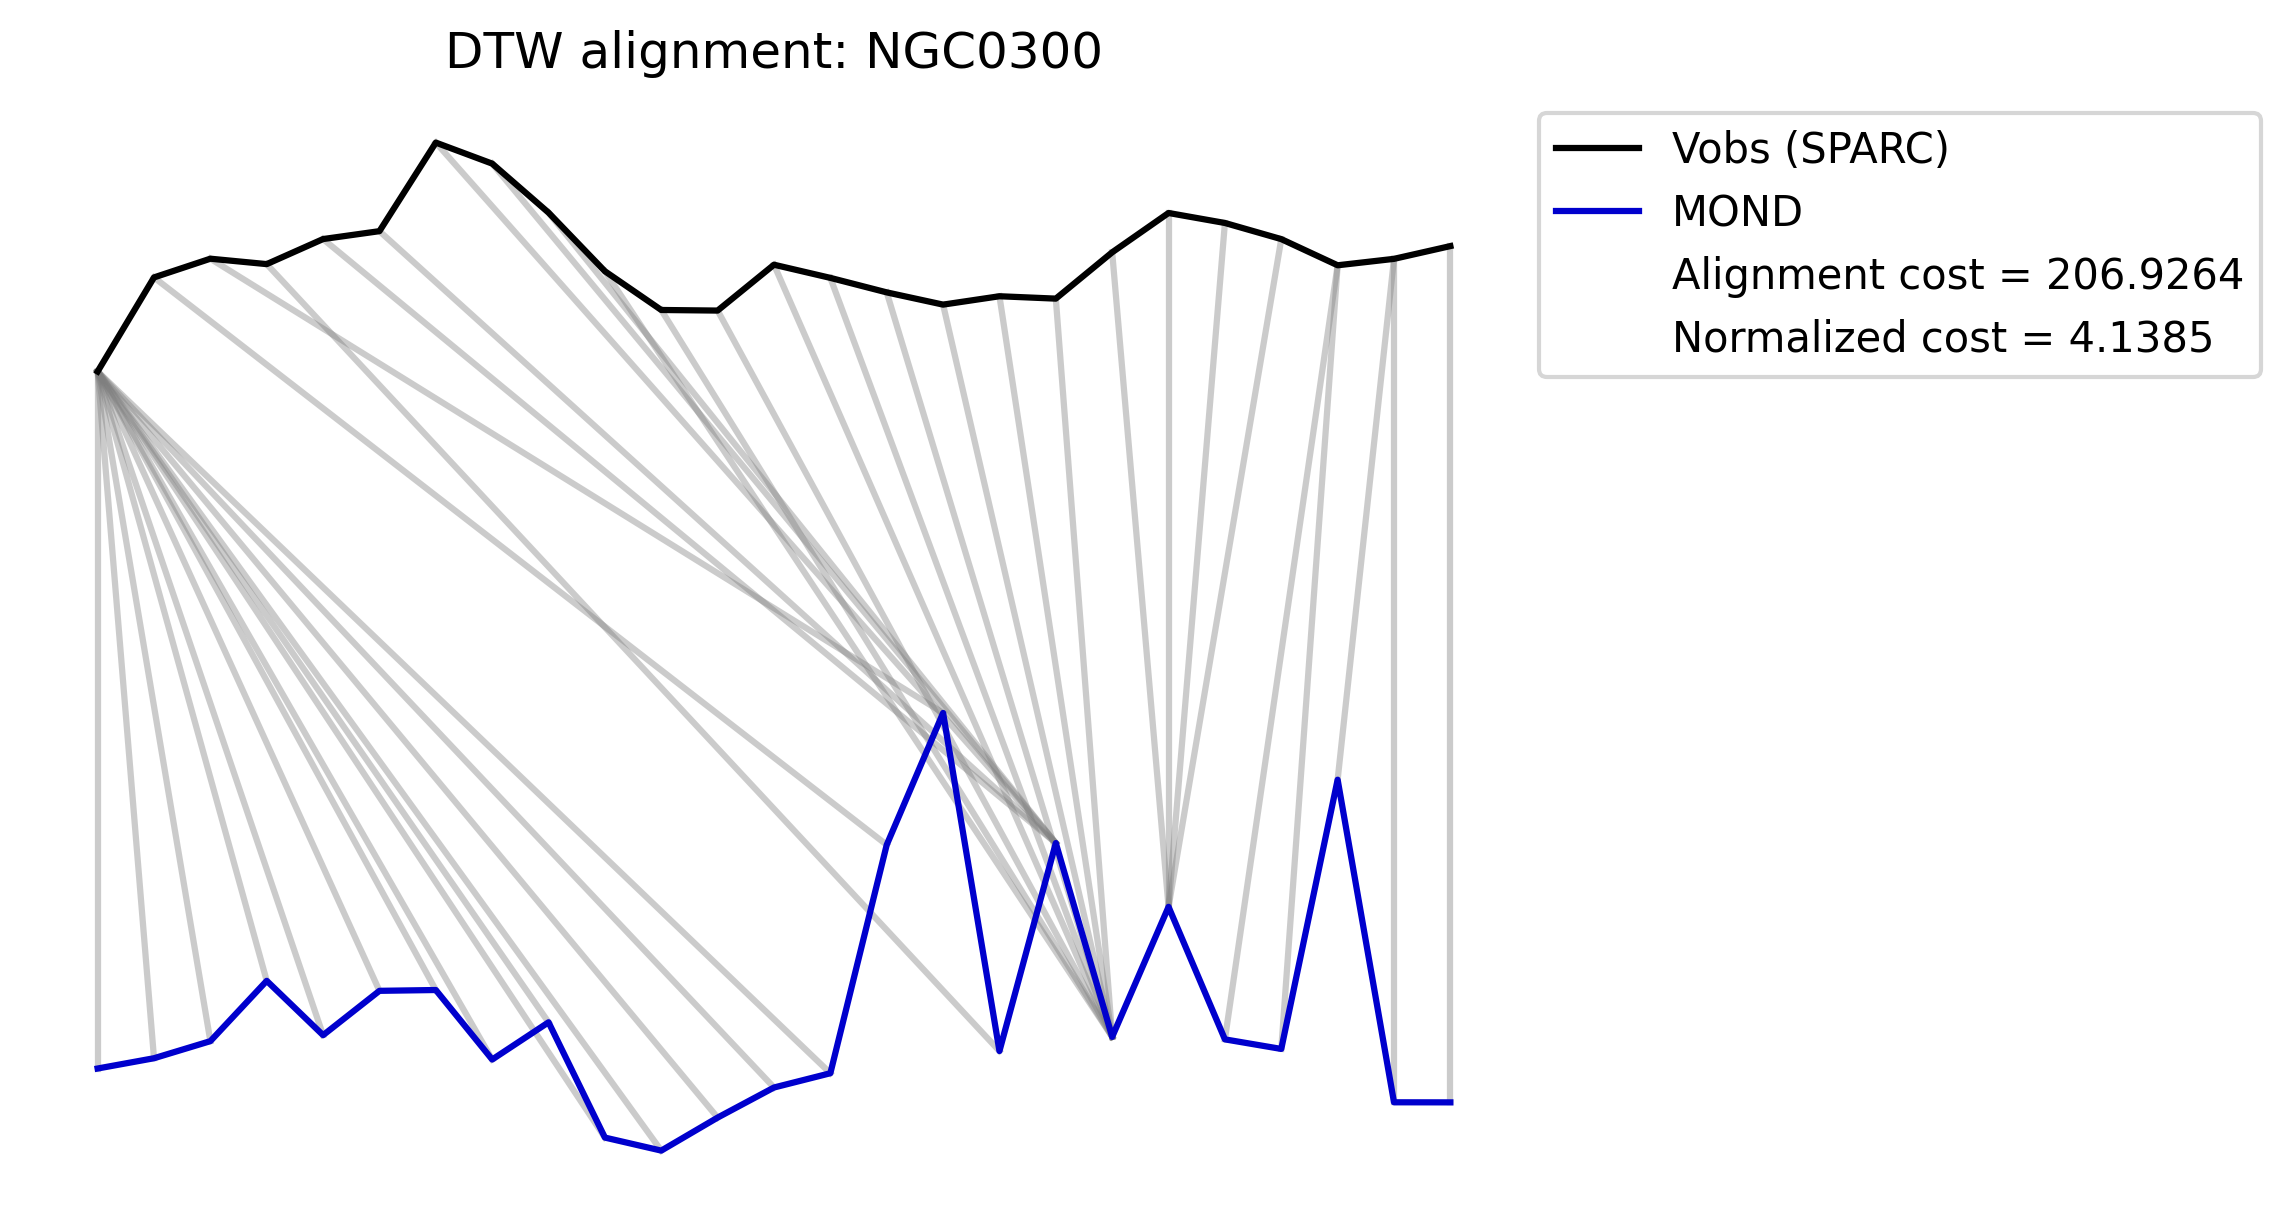 DTW alignment: NGC0300
Vobs (SPARC)
MOND
Alignment cost = 206.9264
Normalized cost = 4.1385